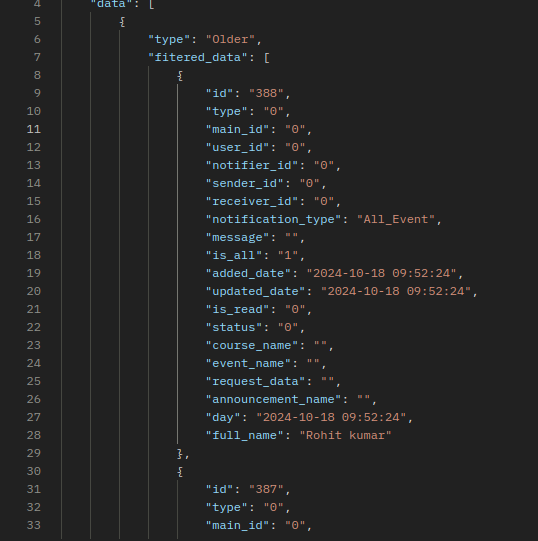 4 "data": [
5 {
6 "type": "Older",
7 "fitered_data": [
8 {
9 "id": "388",
10 "type": "0",
11 "main_id": "0",
12 "user_id": "0",
13 "notifier_id": "0",
14 "sender_id": "0",
15 "receiver_id": "0",
16 "notification_type": "All_Event",
17 "message": "",
18 "is_all": "1",
19 "added_date": "2024-10-18 09:52:24",
20 "updated_date": "2024-10-18 09:52:24",
21 "is_read": "0",
22 "status": "0",
23 "course_name": "",
24 "event_name": "",
25 "request_data": "",
26 "announcement_name": "",
27 "day": "2024-10-18 09:52:24",
28 "full_name": "Rohit kumar"
29 },
30 {
31 "id": "387",
32 "type": "0",
33 "main_id": "0",